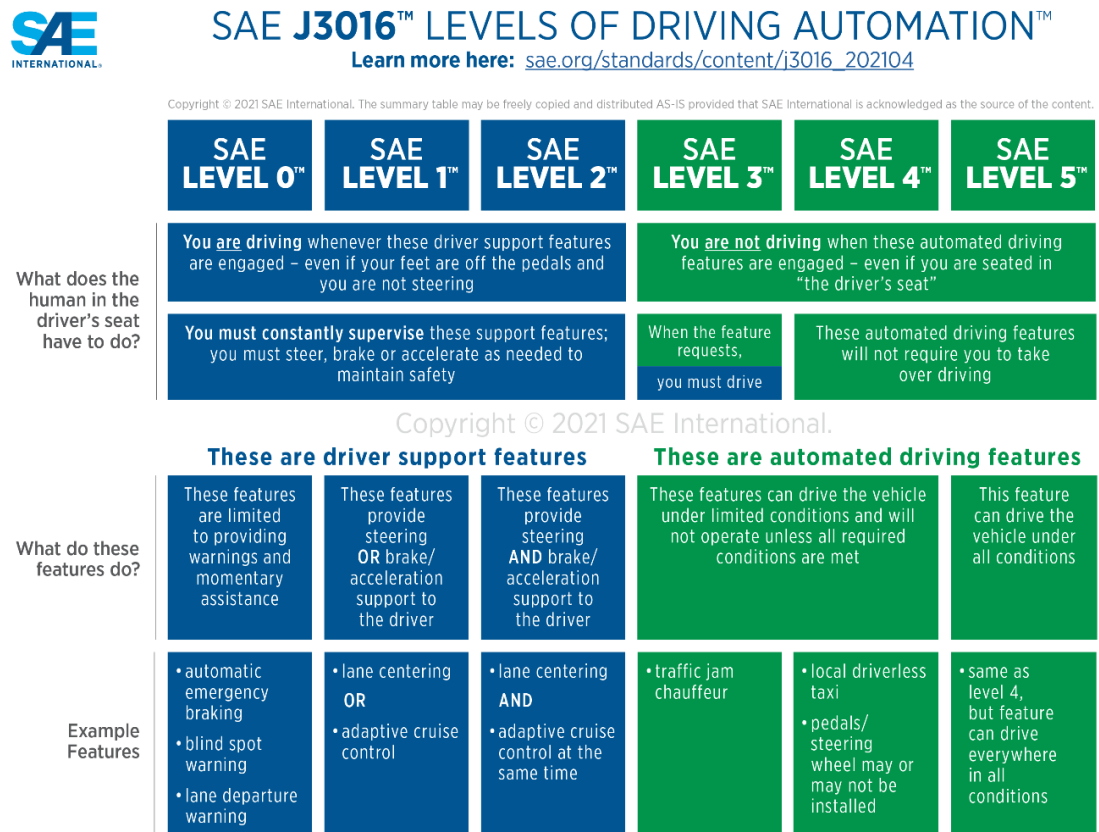 SAE
INTERNATIONAL®
SAE J3016™ LEVELS OF DRIVING AUTOMATION™
Learn more here: sae.org/standards/content/j3016_202104
Copyright © 2021 SAE International. The summary table may be freely copied and distributed AS-IS provided that SAE International is acknowledged as the source of the content.
SAE
LEVEL 0™
SAE
LEVEL 1™
SAE
LEVEL 2™
SAE
LEVEL 3™
SAE
LEVEL 4™
SAE
LEVEL 5™
What does the
human in the
driver's seat
have to do?
You are driving whenever these driver support features
are engaged – even if your feet are off the pedals and
you are not steering
You are not driving when these automated driving
features are engaged – even if you are seated in
“the driver's seat”
You must constantly supervise these support features;
you must steer, brake or accelerate as needed to
maintain safety
When the feature
requests,
you must drive
These automated driving features
will not require you to take
over driving
Copyright © 2021 SAE International.
These are driver support features
These are automated driving features
What do these
features do?
These features
are limited
to providing
warnings and
momentary
assistance
These features
provide
steering
OR brake/
acceleration
support to
the driver
These features
provide
steering
AND brake/
acceleration
support to
the driver
These features can drive the vehicle
under limited conditions and will
not operate unless all required
conditions are met
This feature
can drive the
vehicle under
all conditions
Example
Features
• automatic
emergency
braking
• blind spot
warning
• lane departure
warning
• lane centering
OR
• adaptive cruise
control
• lane centering
AND
• adaptive cruise
control at the
same time
• traffic jam
chauffeur
• local driverless
taxi
• pedals/
steering
wheel may or
may not be
installed
• same as
level 4,
but feature
can drive
everywhere
in all
conditions